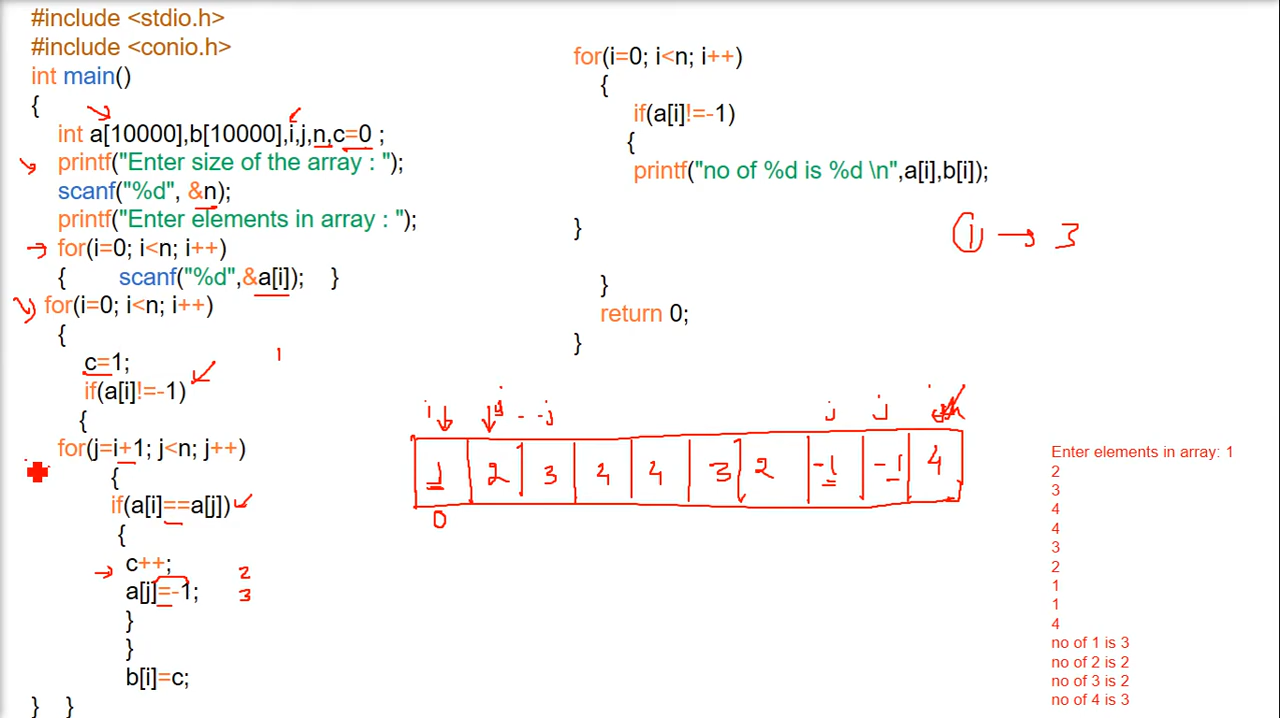 #include <stdio.h>
#include <conio.h>
int main()
{
int a[10000],b[10000],i,j,n,c=0 ;
printf("Enter size of the array : ");
scanf("%d", &n);
printf("Enter elements in array : ");
for(i=0; i<n; i++)
{ scanf("%d",&a[i]); }
for(i=0; i<n; i++)
{
c=1;
1
if(a[i]!=-1)
{
for(j=i+1; j<n; j++)
{
if(a[i]==a[j])
{
c++;
2
a[j]=-1;
3
}
}
b[i]=c;
} }
for(i=0; i<n; i++)
{
if(a[i]!=-1)
{
printf("no of %d is %d \n",a[i],b[i]);
}
}
return 0;
}
1 → 3
i j --j j j
1 2 3 4 4 3 2 -1 -1 4
0
Enter elements in array: 1
2
3
4
4
3
2
1
1
4
no of 1 is 3
no of 2 is 2
no of 3 is 2
no of 4 is 3